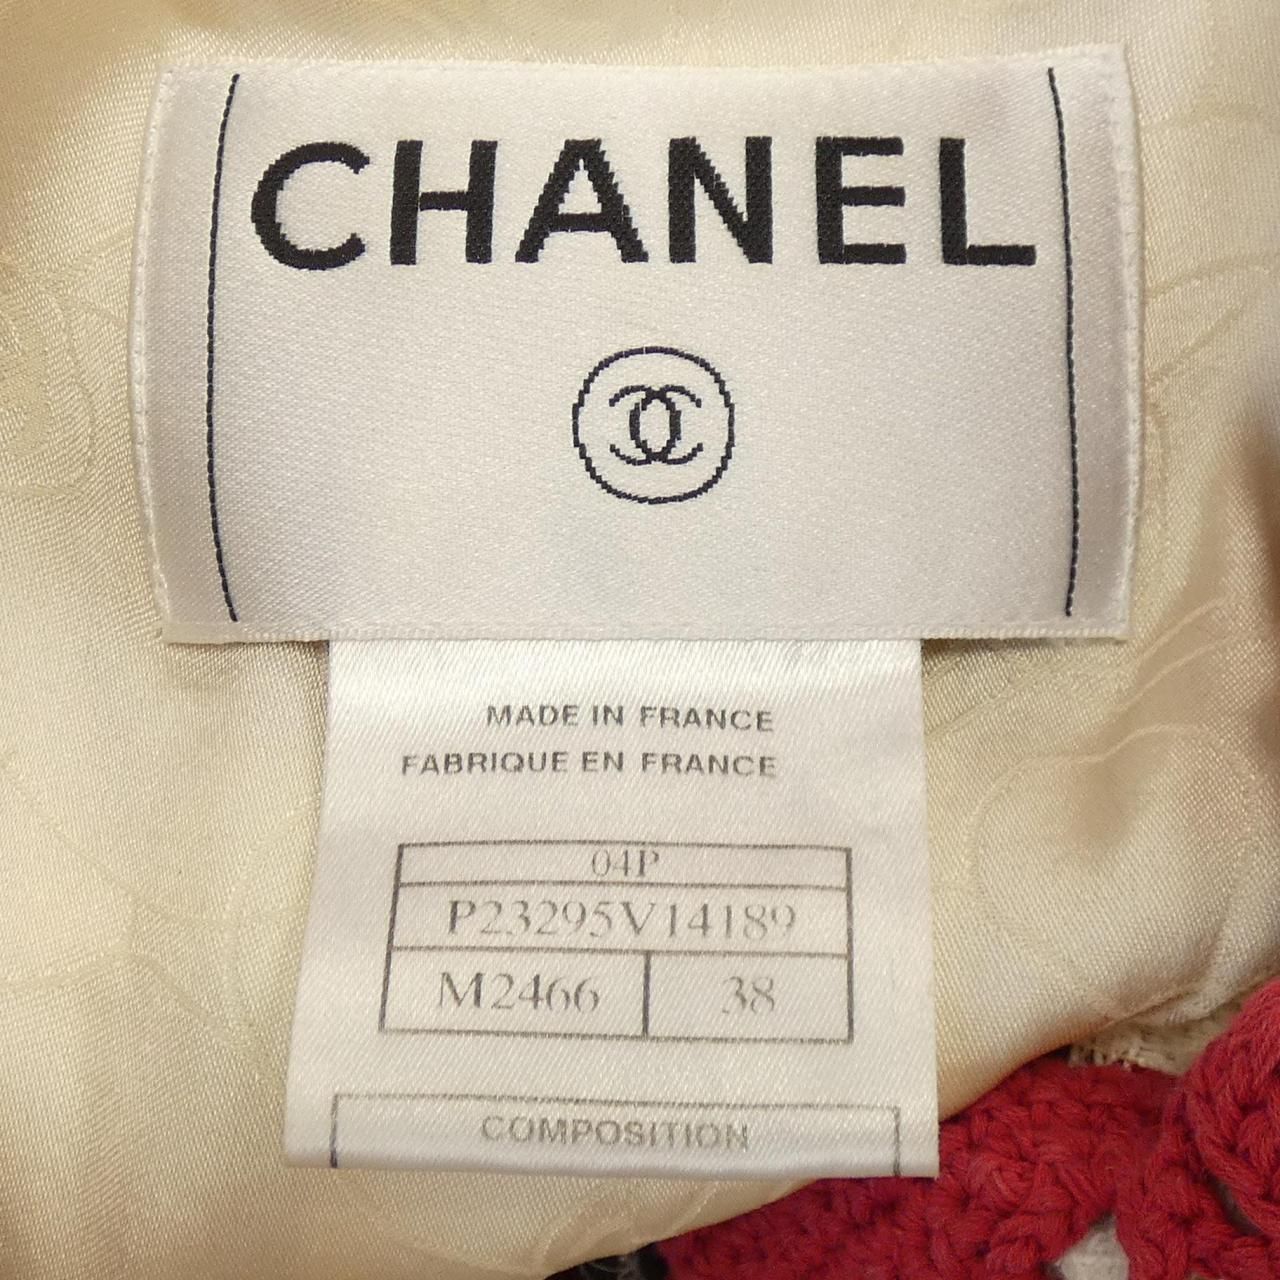 CHANEL
MADE IN FRANCE
FABRIQUE EN FRANCE
04P
P23295V14189
M2466 38
COMPOSITION